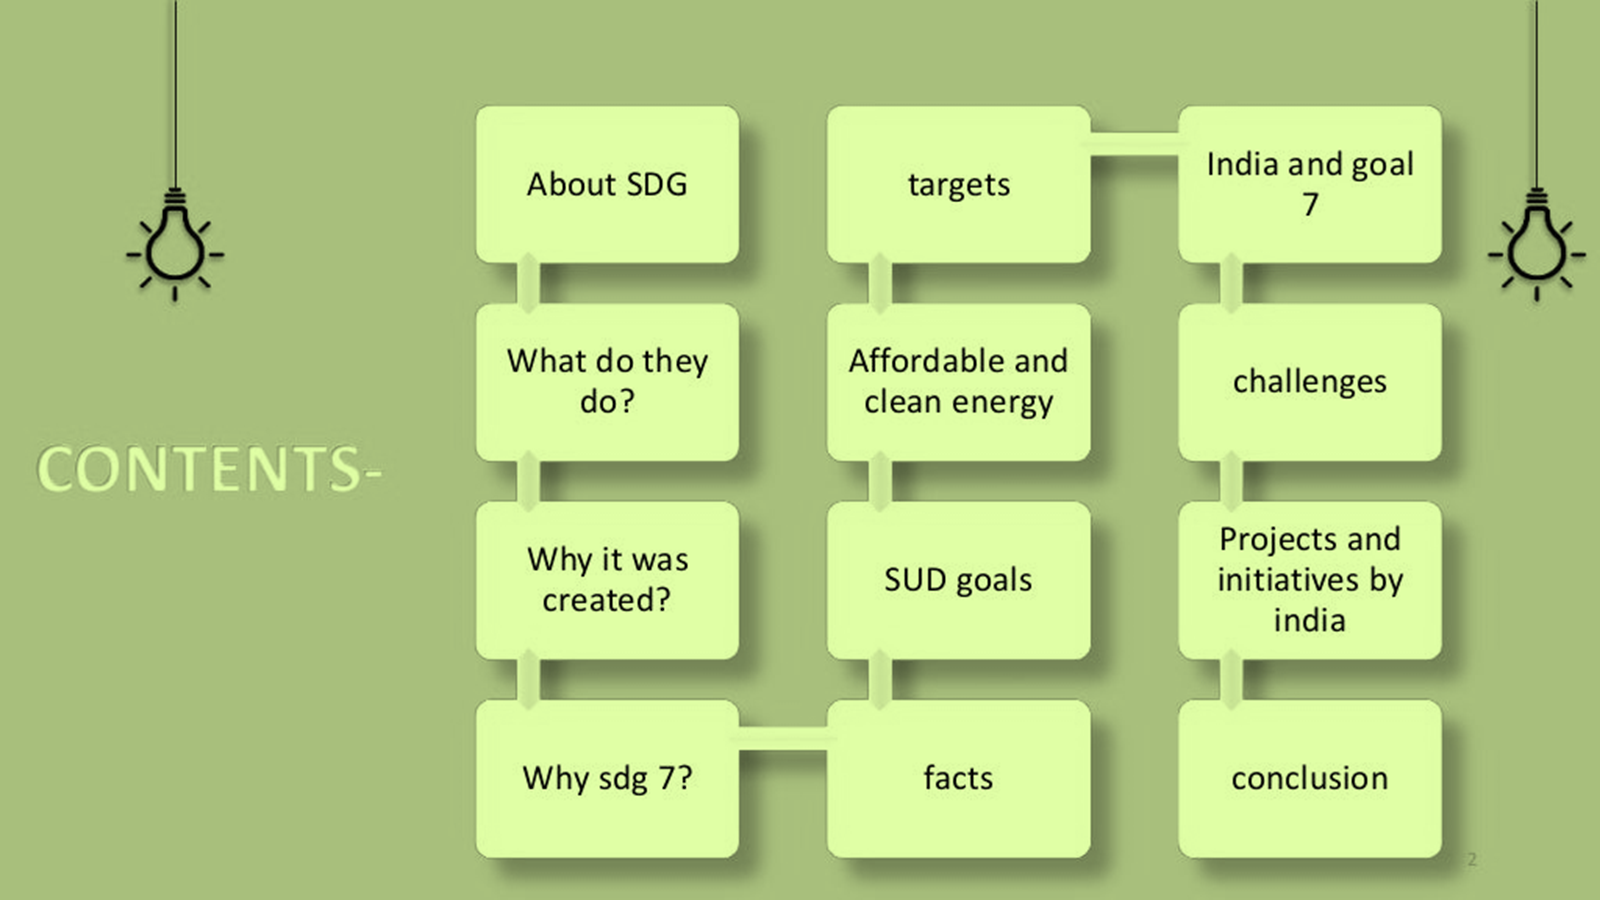 CONTENTS-
About SDG
What do they
do?
Why it was
created?
Why sdg 7?
facts
SUD goals
Affordable and
clean energy
targets
India and goal
7
challenges
Projects and
initiatives by
india
conclusion
2